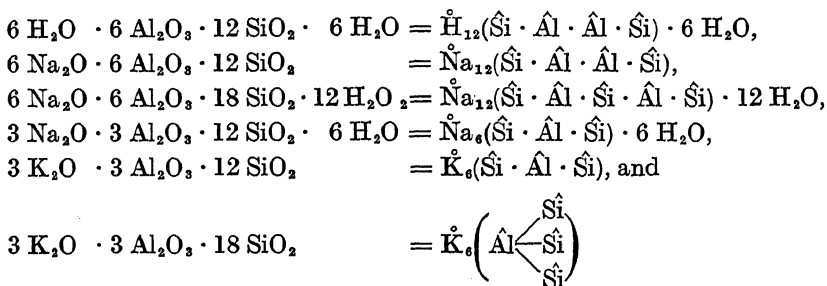 6 H₂O · 6 Al₂O₃ · 12 SiO₂ · 6 H₂O = H̊₁₂(Ŝi · Âl · Âl · Ŝi) · 6 H₂O,
6 Na₂O · 6 Al₂O₃ · 12 SiO₂ = N̊a₁₂(Ŝi · Âl · Âl · Ŝi),
6 Na₂O · 6 Al₂O₃ · 18 SiO₂ · 12 H₂O ₂= N̊a₁₂(Ŝi · Âl · Ŝi · Âl · Ŝi) · 12 H₂O,
3 Na₂O · 3 Al₂O₃ · 12 SiO₂ · 6 H₂O = N̊a₆(Ŝi · Âl · Ŝi) · 6 H₂O,
3 K₂O · 3 Al₂O₃ · 12 SiO₂ = K̊₆(Ŝi · Âl · Ŝi), and
Ŝi
3 K₂O · 3 Al₂O₃ · 18 SiO₂ = K̊₆(Âl—Ŝi)
Ŝi